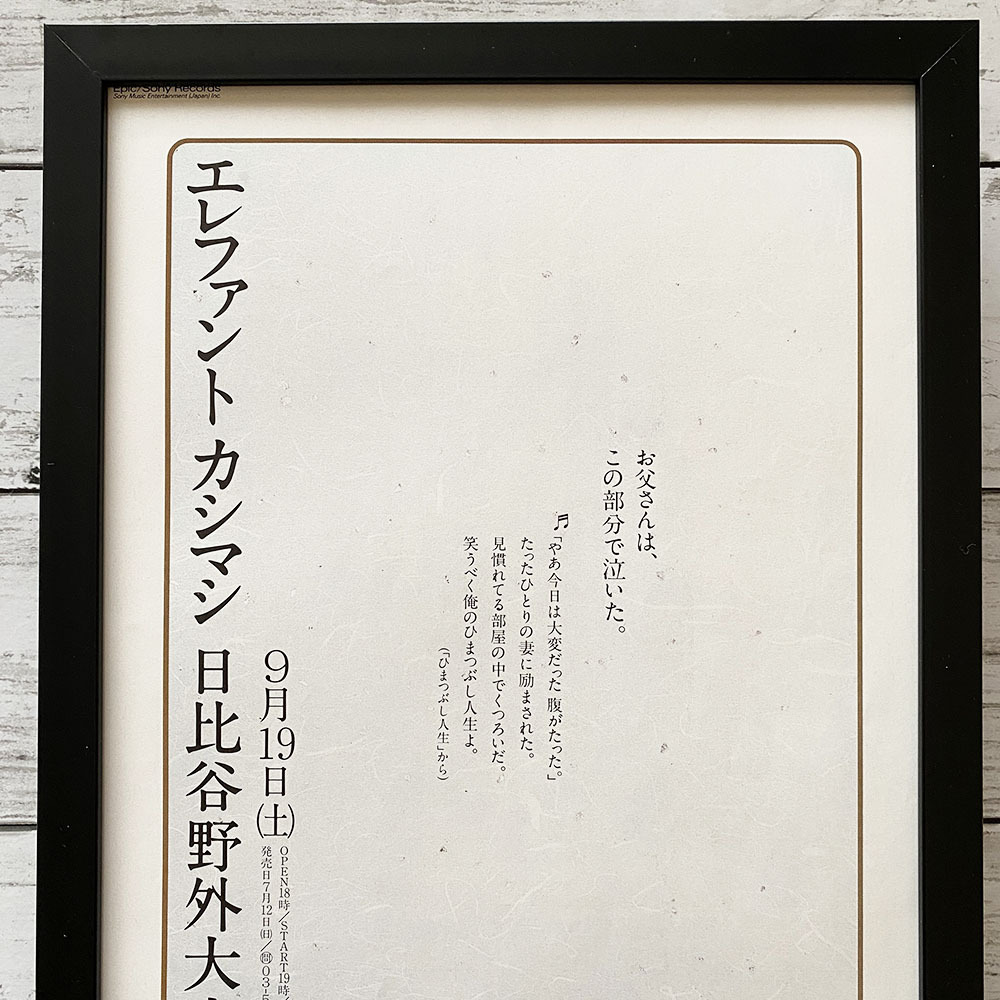 Epic/Sony Records
Sony Music Entertainment (Japan) Inc.
お父さんは、
この部分で泣いた。
♬「やあ今日は大変だった 腹がたった。」
たったひとりの妻に励まされた。
見慣れてる部屋の中でくつろいだ。
笑うべく俺のひまつぶし人生よ。
(「ひまつぶし人生」から)
9月19日(土)
OPEN18時/START19時/
発売日7月12日(日)/(問)03-5
エレファント カシマシ 日比谷野外大